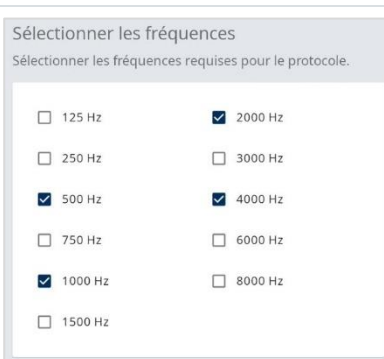 Sélectionner les fréquences
Sélectionner les fréquences requises pour le protocole.
125 Hz
250 Hz
500 Hz
750 Hz
1000 Hz
1500 Hz
2000 Hz
3000 Hz
4000 Hz
6000 Hz
8000 Hz